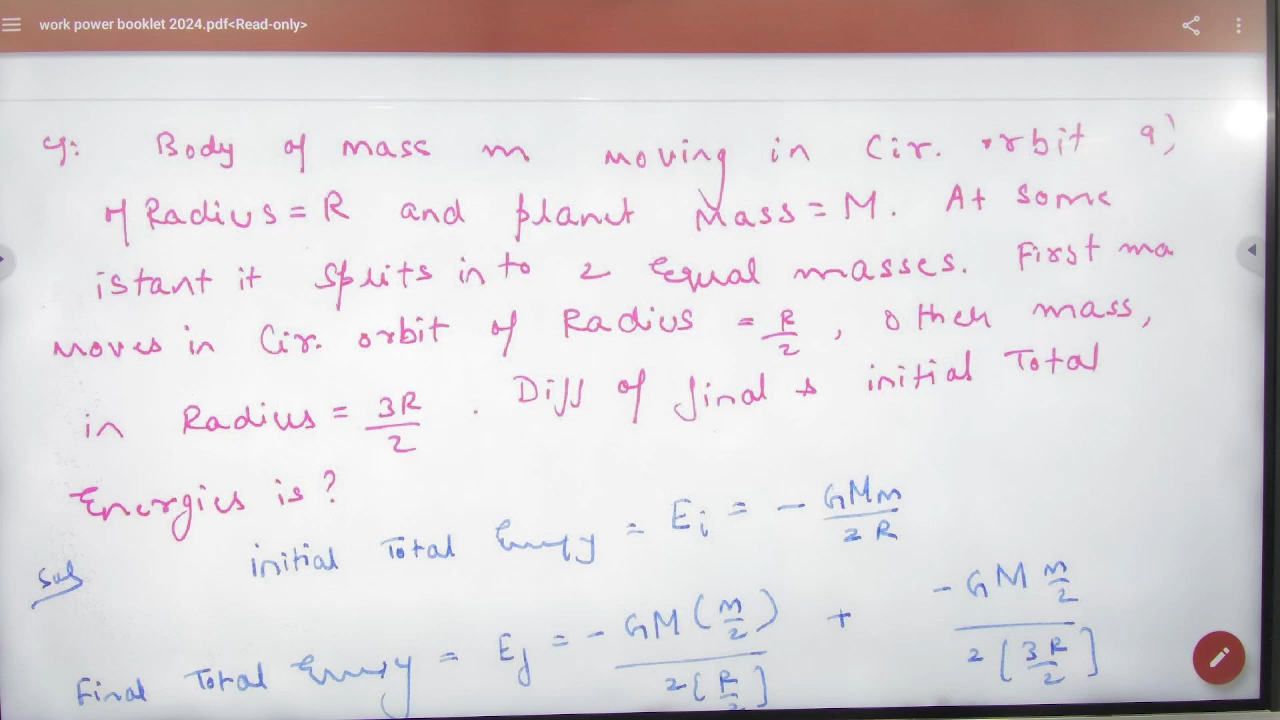 work power booklet 2024.pdf<Read-only>
Body of mass m moving in Cir. orbit
of Radius = R and planet Mass = M. At some
istant it splits in to 2 Equal masses. First ma
moves in Cir. orbit of Radius = R/2 , other mass,
in Radius = 3R/2 . Diff of final & initial Total
Energies is ?
Sol initial Total Energy = Ei = - GMm / 2R
Final Total Energy = Ef = - GM(m/2) / 2[R/2] + -GM m/2 / 2[3R/2]